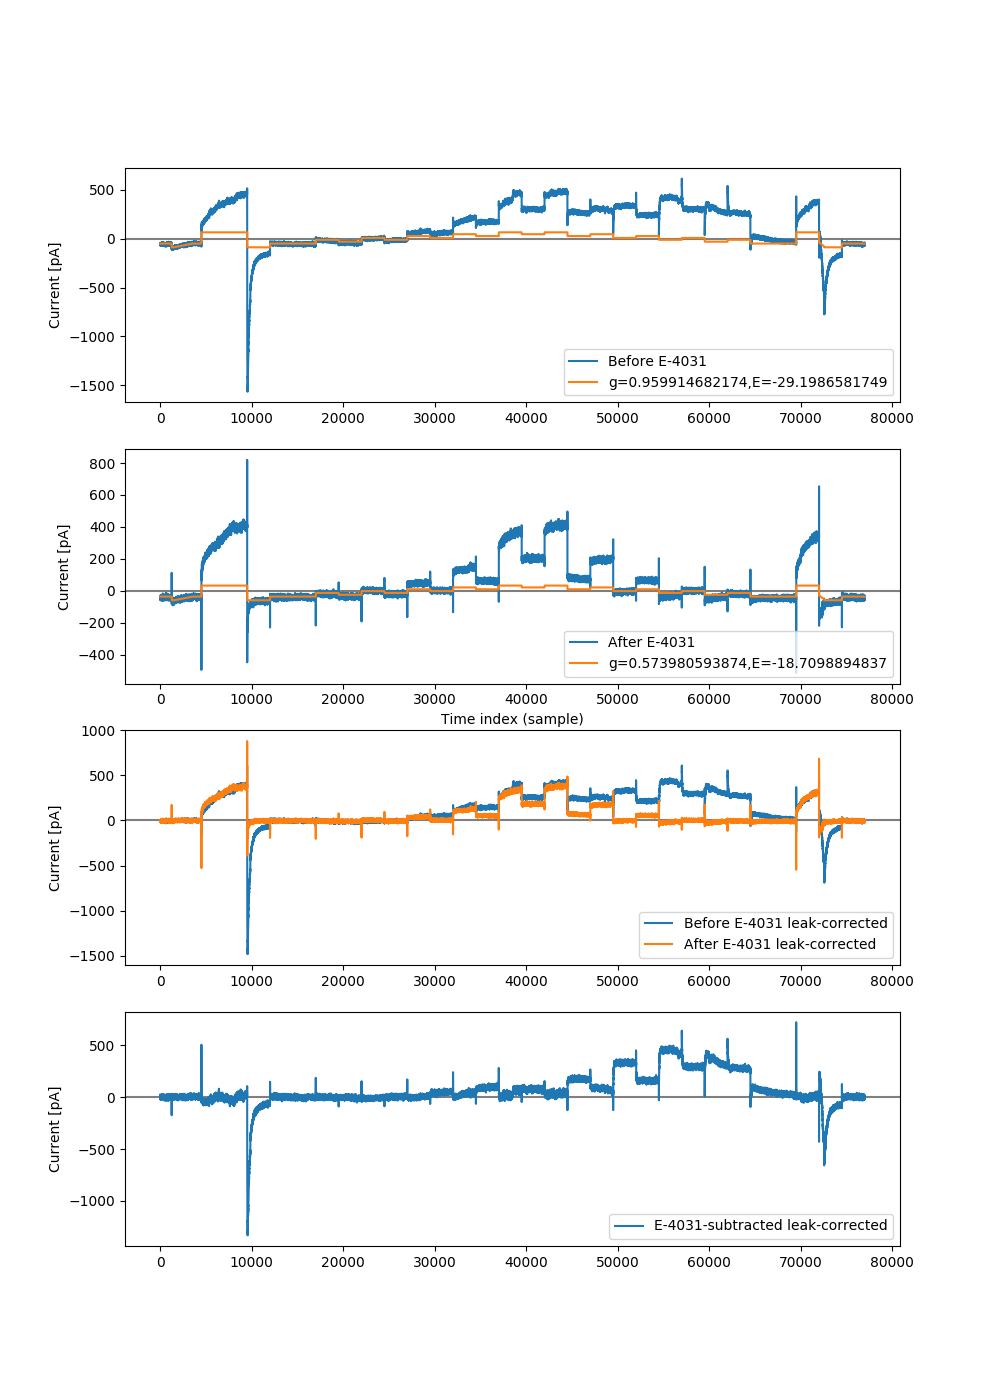 500
0
−500
−1000
−1500
Current [pA]
Before E-4031
g=0.959914682174,E=-29.1986581749
0 10000 20000 30000 40000 50000 60000 70000 80000
800
600
400
200
0
−200
−400
Current [pA]
After E-4031
g=0.573980593874,E=-18.7098894837
0 10000 20000 30000 40000 50000 60000 70000 80000
Time index (sample)
1000
500
0
−500
−1000
−1500
Current [pA]
Before E-4031 leak-corrected
After E-4031 leak-corrected
0 10000 20000 30000 40000 50000 60000 70000 80000
500
0
−500
−1000
Current [pA]
E-4031-subtracted leak-corrected
0 10000 20000 30000 40000 50000 60000 70000 80000